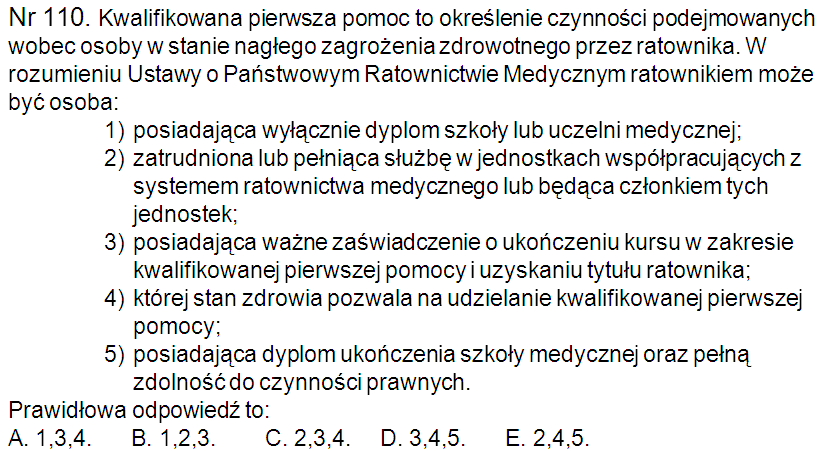 Nr 110. Kwalifikowana pierwsza pomoc to określenie czynności podejmowanych
wobec osoby w stanie nagłego zagrożenia zdrowotnego przez ratownika. W
rozumieniu Ustawy o Państwowym Ratownictwie Medycznym ratownikiem może
być osoba:
1) posiadająca wyłącznie dyplom szkoły lub uczelni medycznej;
2) zatrudniona lub pełniąca służbę w jednostkach współpracujących z
systemem ratownictwa medycznego lub będąca członkiem tych
jednostek;
3) posiadająca ważne zaświadczenie o ukończeniu kursu w zakresie
kwalifikowanej pierwszej pomocy i uzyskaniu tytułu ratownika;
4) której stan zdrowia pozwala na udzielanie kwalifikowanej pierwszej
pomocy;
5) posiadająca dyplom ukończenia szkoły medycznej oraz pełną
zdolność do czynności prawnych.
Prawidłowa odpowiedź to:
A. 1,3,4. B. 1,2,3. C. 2,3,4. D. 3,4,5. E. 2,4,5.